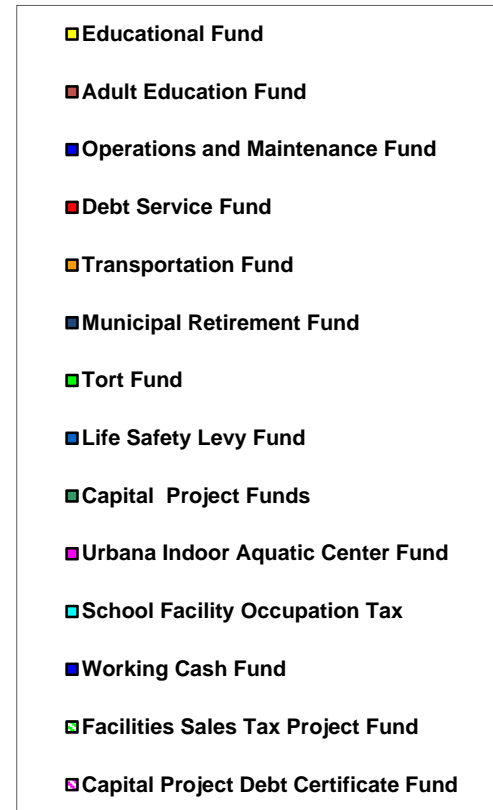 Educational Fund
Adult Education Fund
Operations and Maintenance Fund
Debt Service Fund
Transportation Fund
Municipal Retirement Fund
Tort Fund
Life Safety Levy Fund
Capital  Project Funds
Urbana Indoor Aquatic Center Fund
School Facility Occupation Tax
Working Cash Fund
Facilities Sales Tax Project Fund
Capital Project Debt Certificate Fund